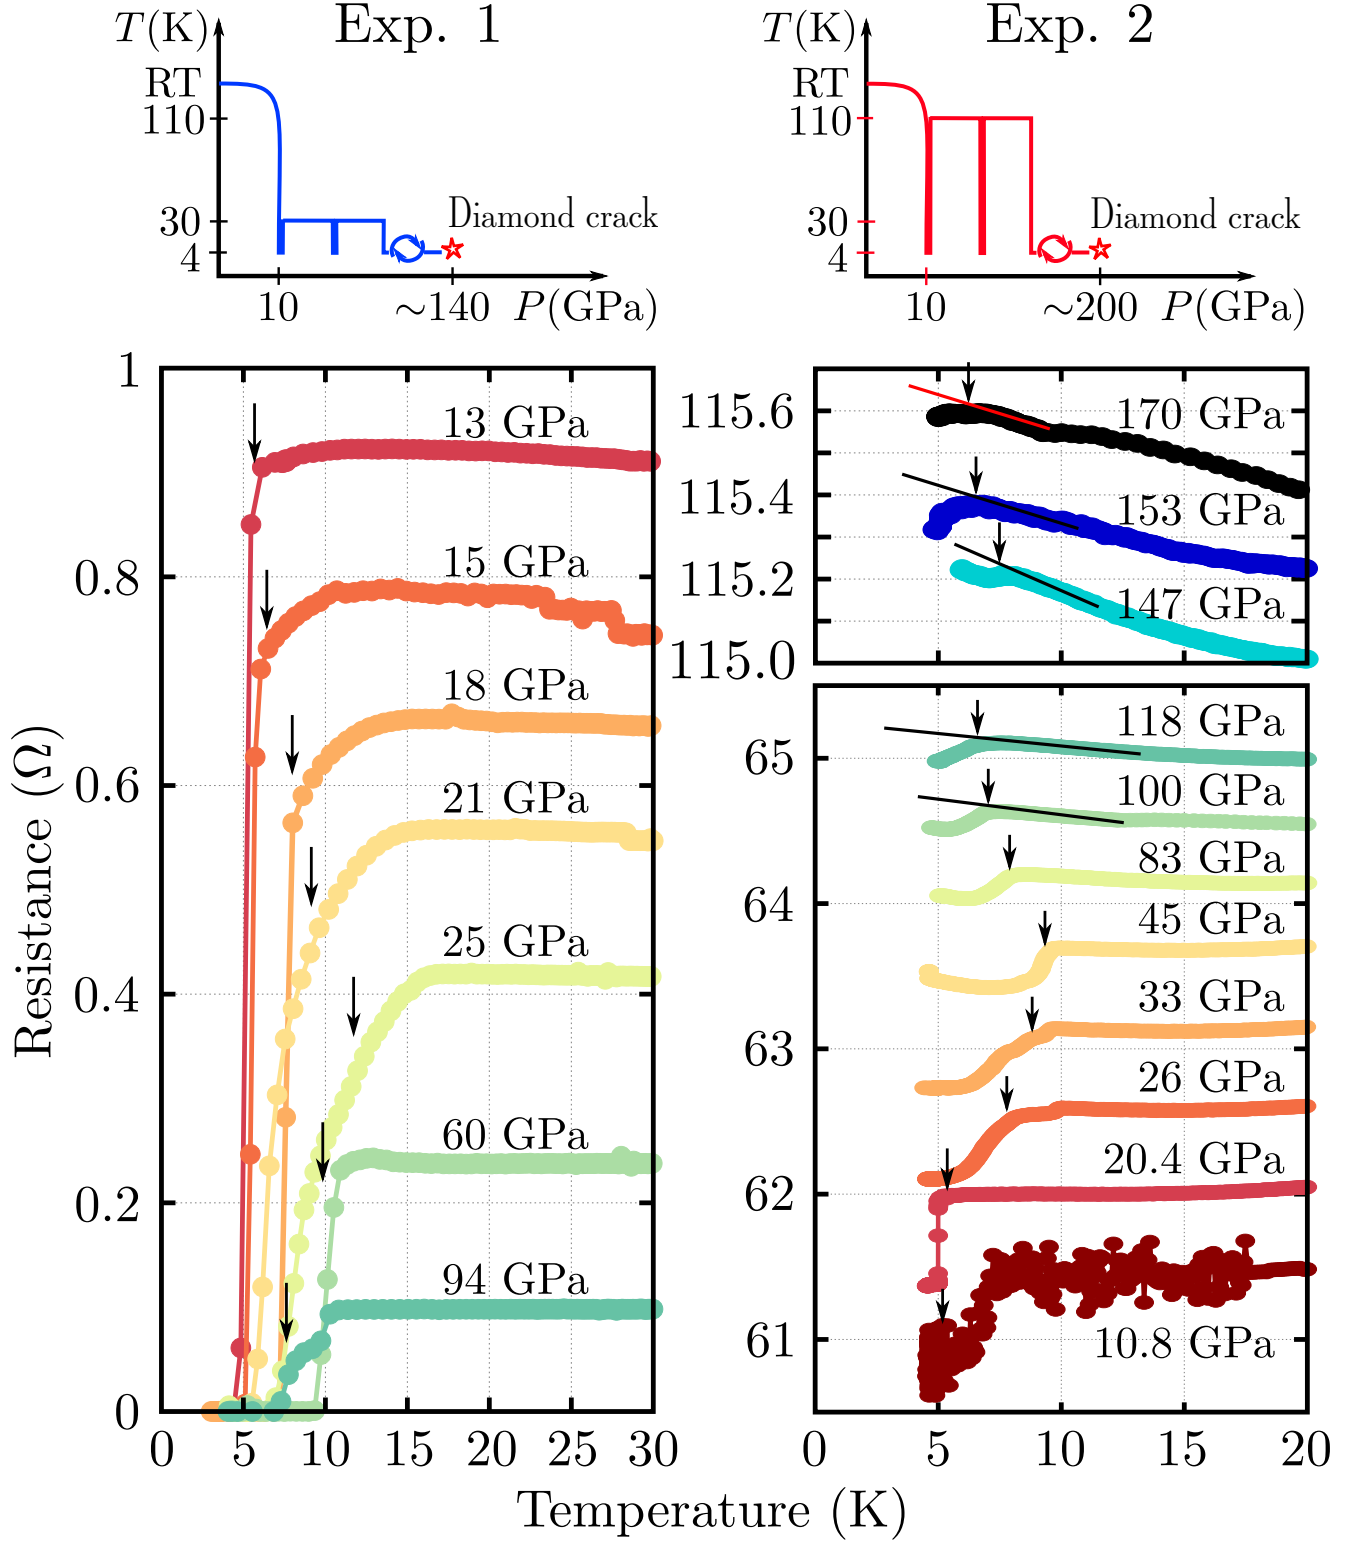 T(K)
Exp. 1
RT
110
30
4
Diamond crack
10
~140
P(GPa)
T(K)
Exp. 2
RT
110
30
4
Diamond crack
10
~200
P(GPa)
Resistance (Ω)
1
0.8
0.6
0.4
0.2
0
13 GPa
15 GPa
18 GPa
21 GPa
25 GPa
60 GPa
94 GPa
0 5 10 15 20 25 30
115.6
115.4
115.2
115.0
170 GPa
153 GPa
147 GPa
65
64
63
62
61
118 GPa
100 GPa
83 GPa
45 GPa
33 GPa
26 GPa
20.4 GPa
10.8 GPa
0 5 10 15 20
Temperature (K)